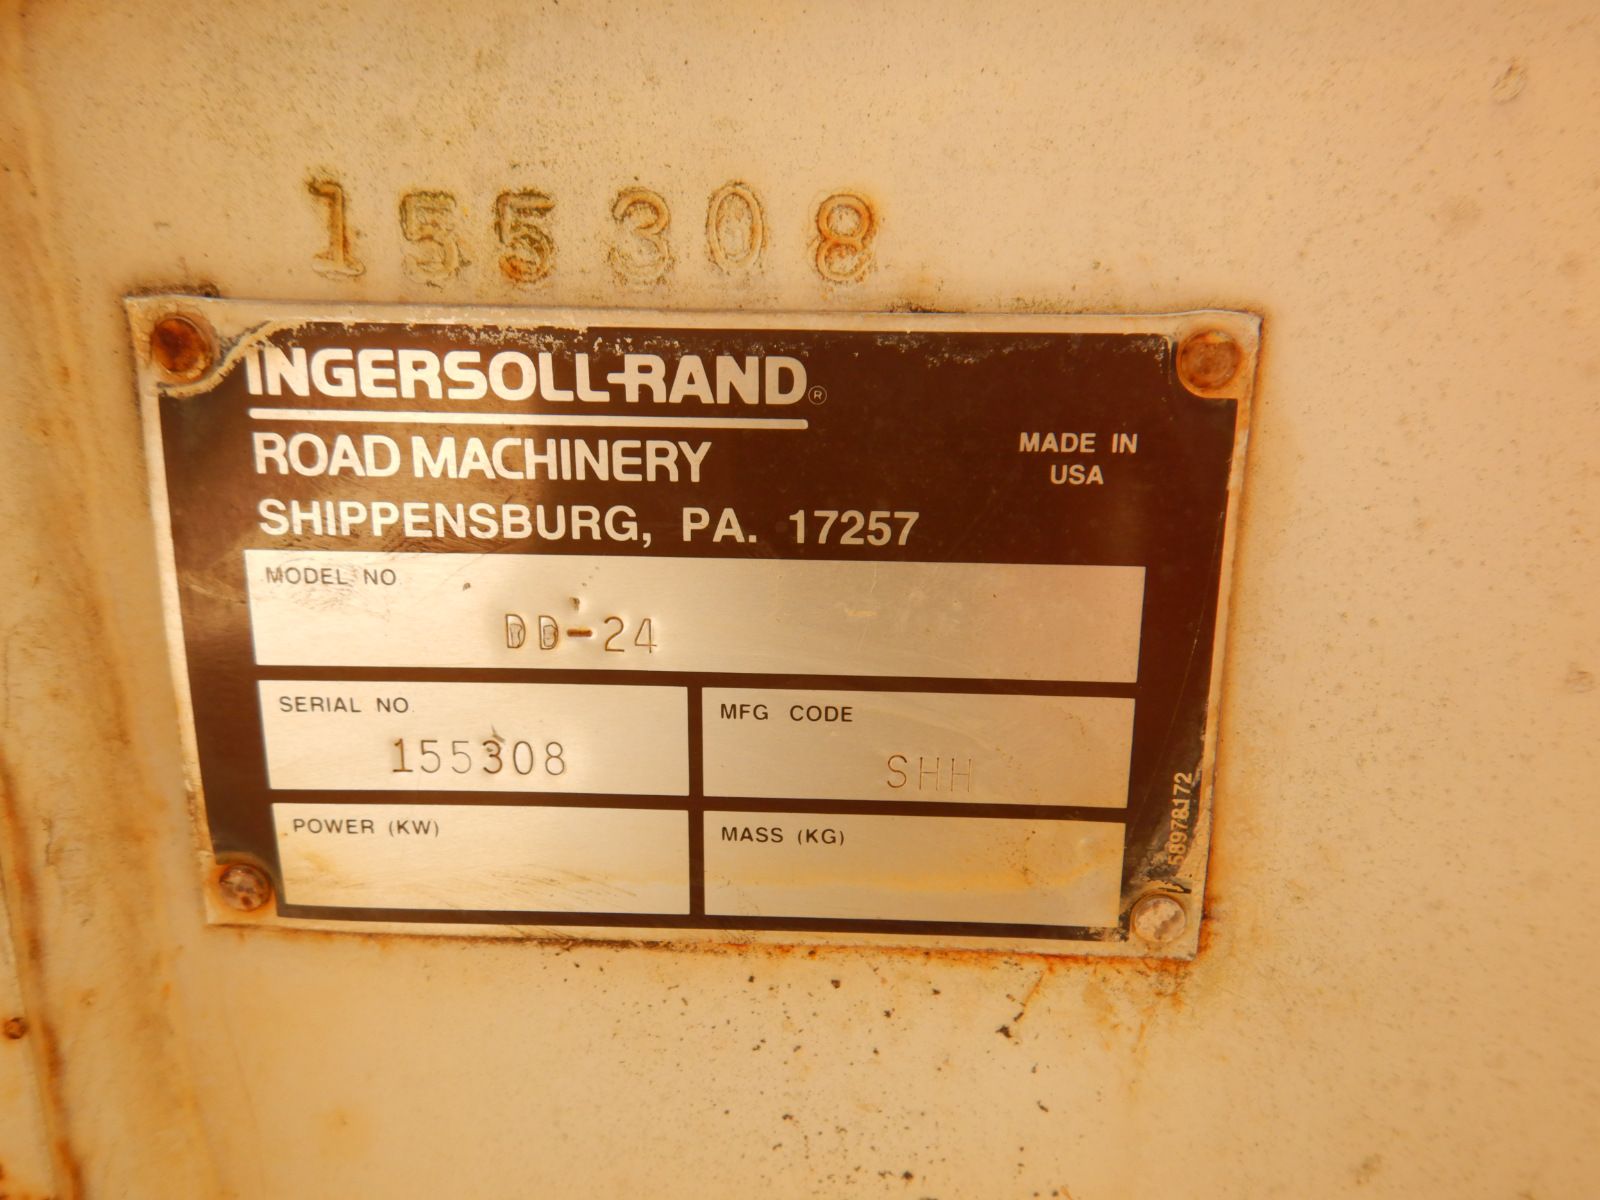 155308
INGERSOLL-RAND®
ROAD MACHINERY
MADE IN
USA
SHIPPENSBURG, PA. 17257
MODEL NO
DD-24
SERIAL NO.
155308
MFG CODE
SHH
POWER (KW)
MASS (KG)
58978172